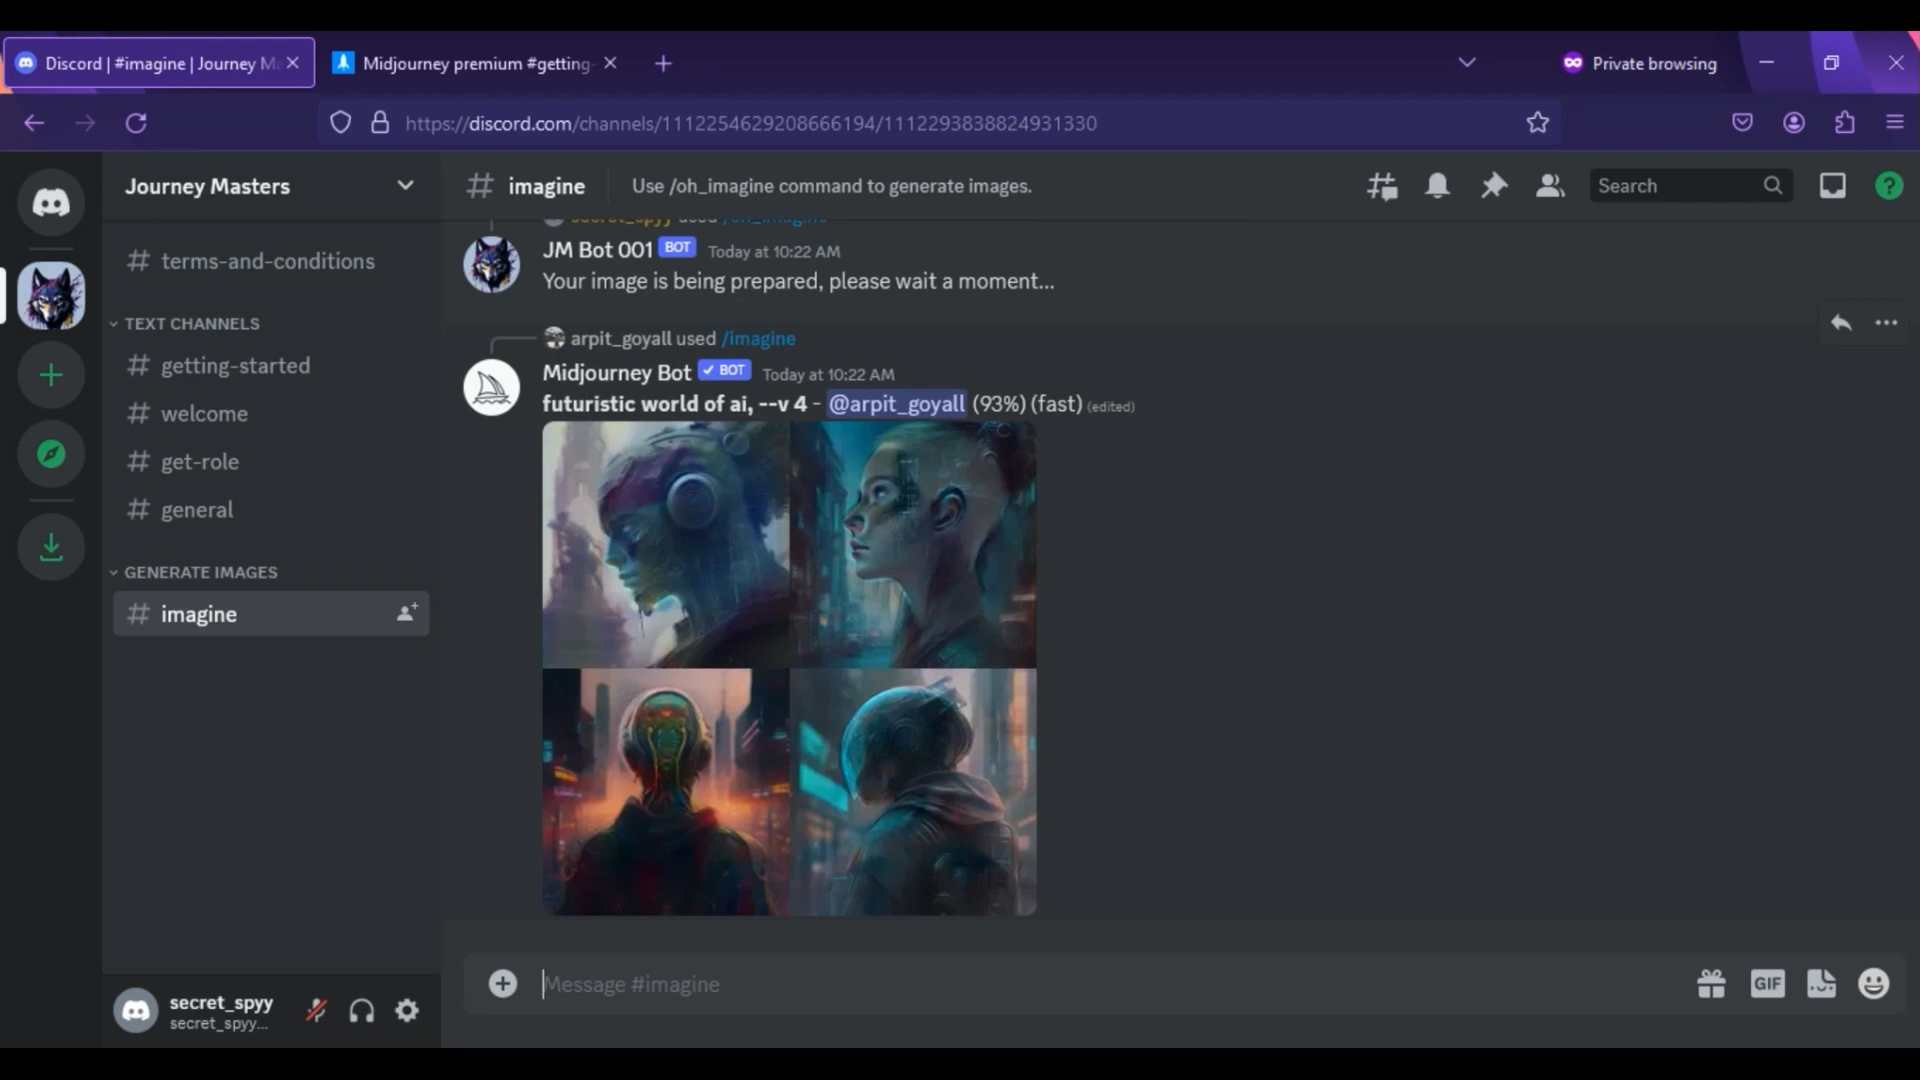 Discord | #imagine | Journey M
Midjourney premium #getting-
Private browsing
https://discord.com/channels/1112254629208666194/1112293838824931330
Journey Masters
imagine
Use /oh_imagine command to generate images.
Search
terms-and-conditions
TEXT CHANNELS
getting-started
welcome
get-role
general
GENERATE IMAGES
imagine
secret_spyy used /oh_imagine
JM Bot 001 BOT Today at 10:22 AM
Your image is being prepared, please wait a moment...
arpit_goyall used /imagine
Midjourney Bot ✓ BOT Today at 10:22 AM
futuristic world of ai, --v 4 - @arpit_goyall (93%) (fast) (edited)
Message #imagine
GIF
secret_spyy
secret_spyy...